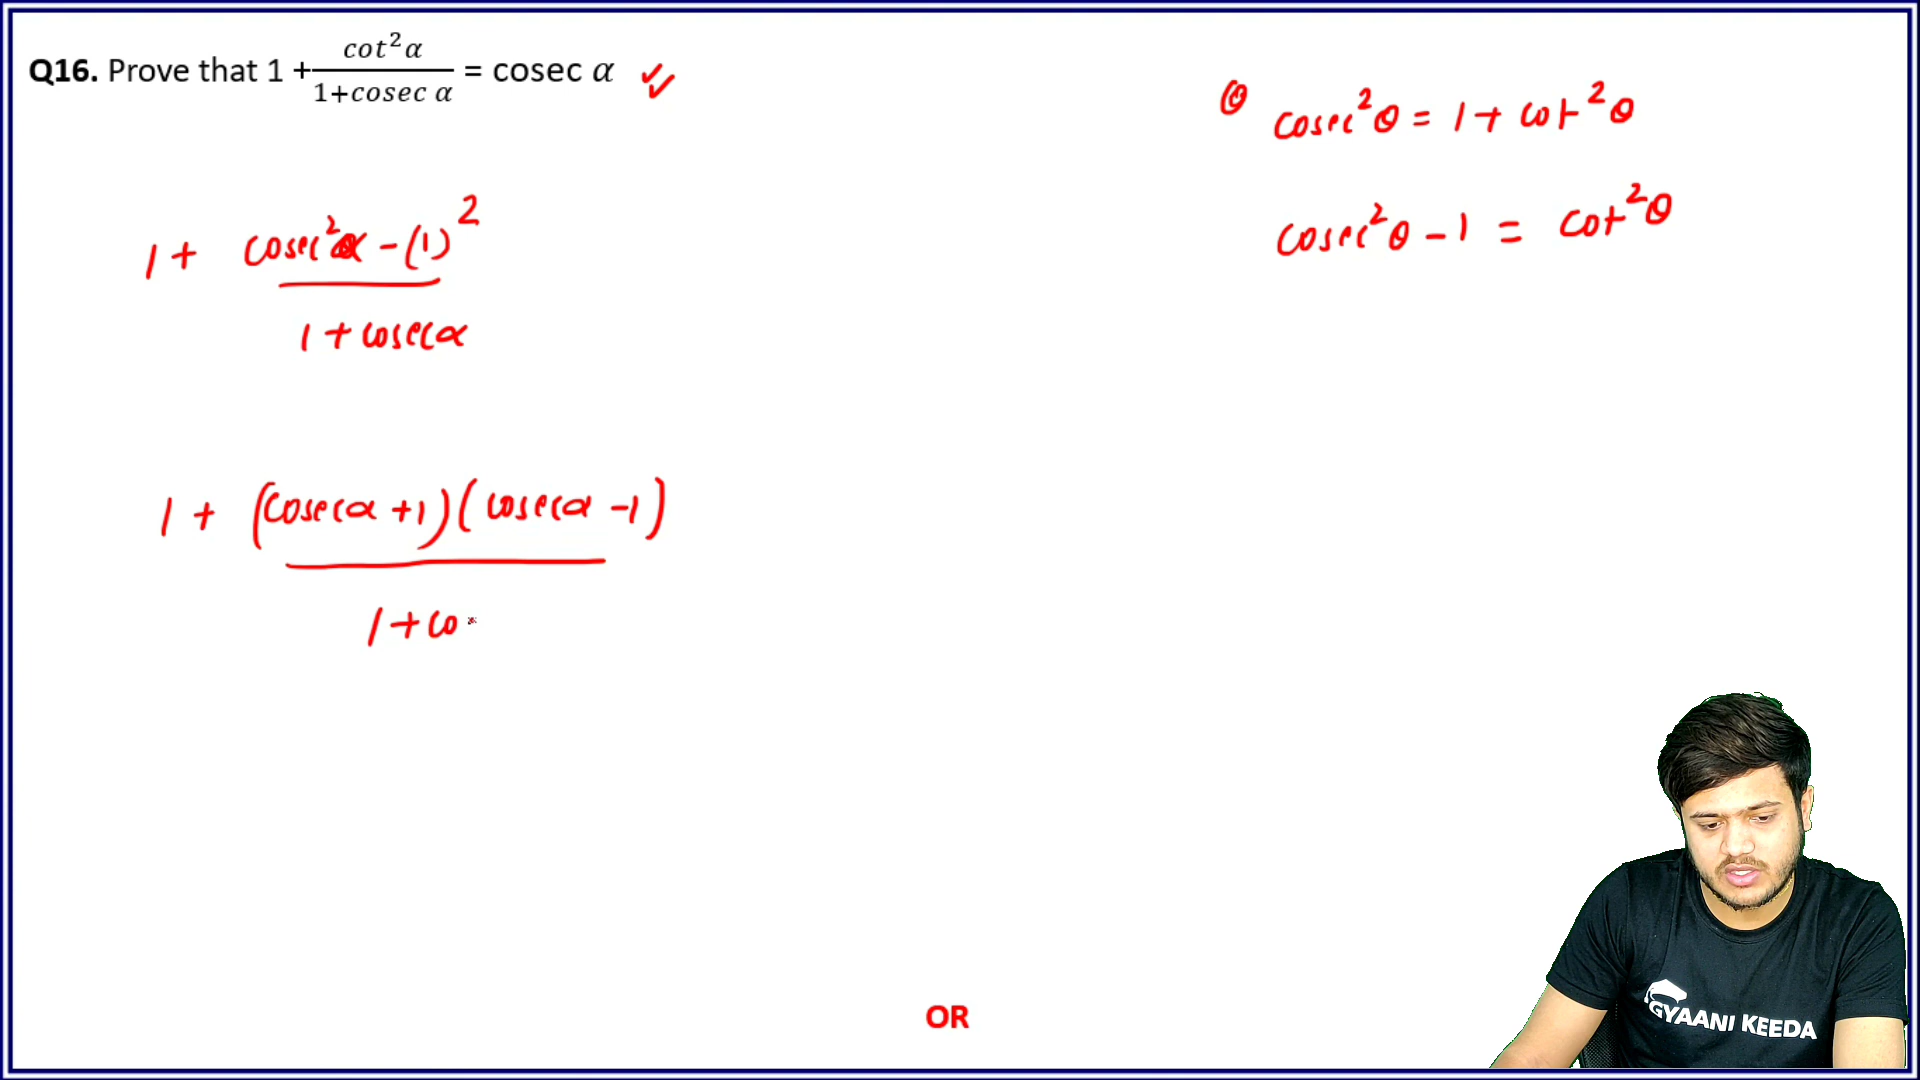 Q16. Prove that 1 + cot²α / 1+cosec α = cosec α
1 + cosec²α - (1)²
1 + cosecα
1 + (cosecα +1)(cosecα -1)
1 + co
cosec²θ = 1 + cot²θ
cosec²θ - 1 = cot²θ
OR
GYAANI KEEDA